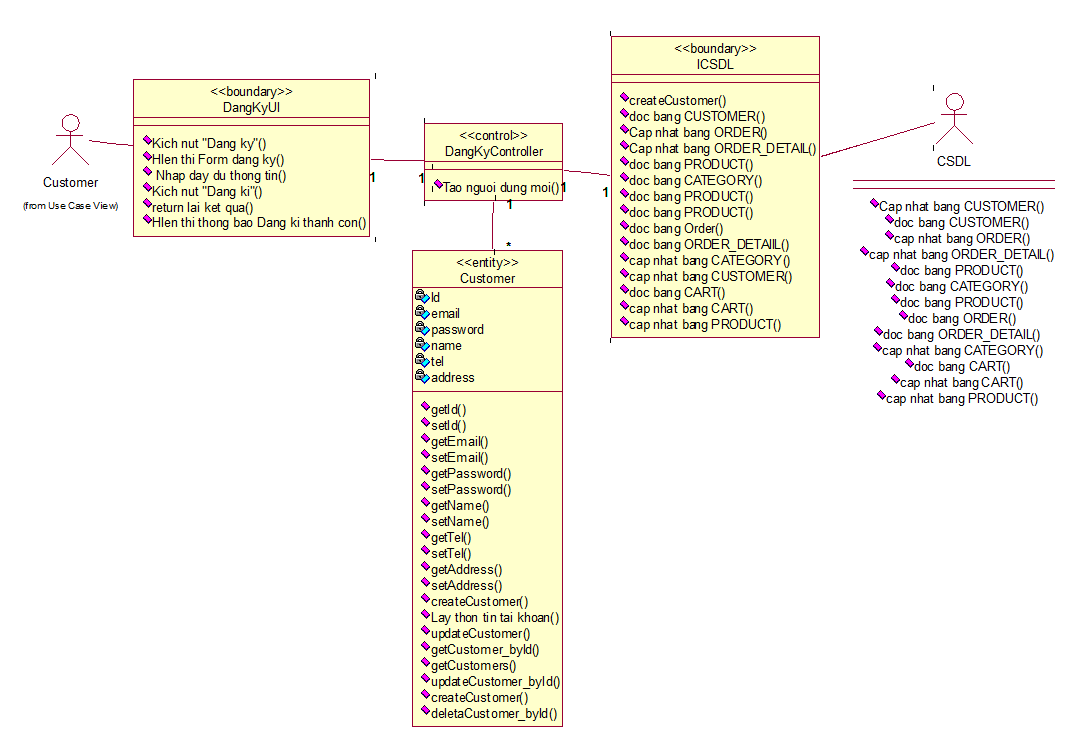 Customer
(from Use Case View)
<<boundary>>
DangKyUI
Kich nut "Dang ky"()
HIen thi Form dang ky()
Nhap day du thong tin()
Kich nut "Dang ki"()
return lai ket qua()
HIen thi thong bao Dang ki thanh con()
1
1
<<control>>
DangKyController
Tao nguoi dung moi()
1
1
1
*
<<entity>>
Customer
Id
email
password
name
tel
address
getId()
setId()
getEmail()
setEmail()
getPassword()
setPassword()
getName()
setName()
getTel()
setTel()
getAddress()
setAddress()
createCustomer()
Lay thon tin tai khoan()
updateCustomer()
getCustomer_byId()
getCustomers()
updateCustomer_byId()
createCustomer()
deletaCustomer_byId()
<<boundary>>
ICSDL
createCustomer()
doc bang CUSTOMER()
Cap nhat bang ORDER()
Cap nhat bang ORDER_DETAIL()
doc bang PRODUCT()
doc bang CATEGORY()
doc bang PRODUCT()
doc bang PRODUCT()
doc bang Order()
doc bang ORDER_DETAIIL()
cap nhat bang CATEGORY()
cap nhat bang CUSTOMER()
doc bang CART()
cap nhat bang CART()
cap nhat bang PRODUCT()
CSDL
Cap nhat bang CUSTOMER()
doc bang CUSTOMER()
cap nhat bang ORDER()
cap nhat bang ORDER_DETAIL()
doc bang PRODUCT()
doc bang CATEGORY()
doc bang PRODUCT()
doc bang ORDER()
doc bang ORDER_DETAIL()
cap nhat bang CATEGORY()
doc bang CART()
cap nhat bang CART()
cap nhat bang PRODUCT()